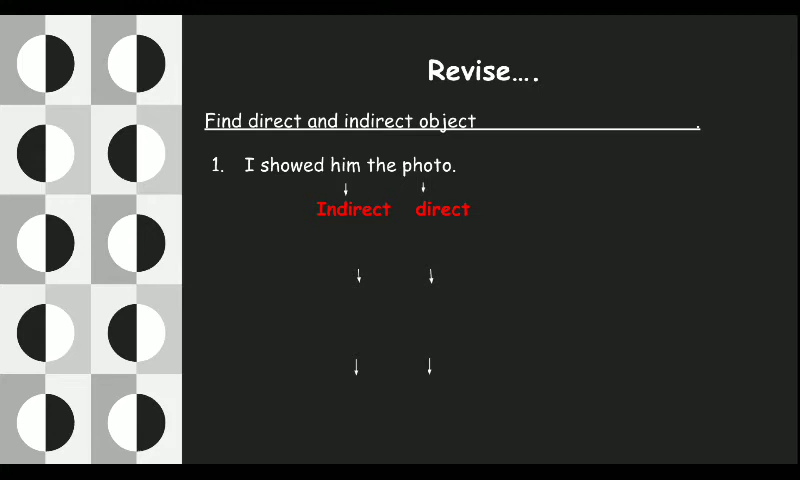 Revise....
Find direct and indirect object .
1. I showed him the photo.
Indirect direct